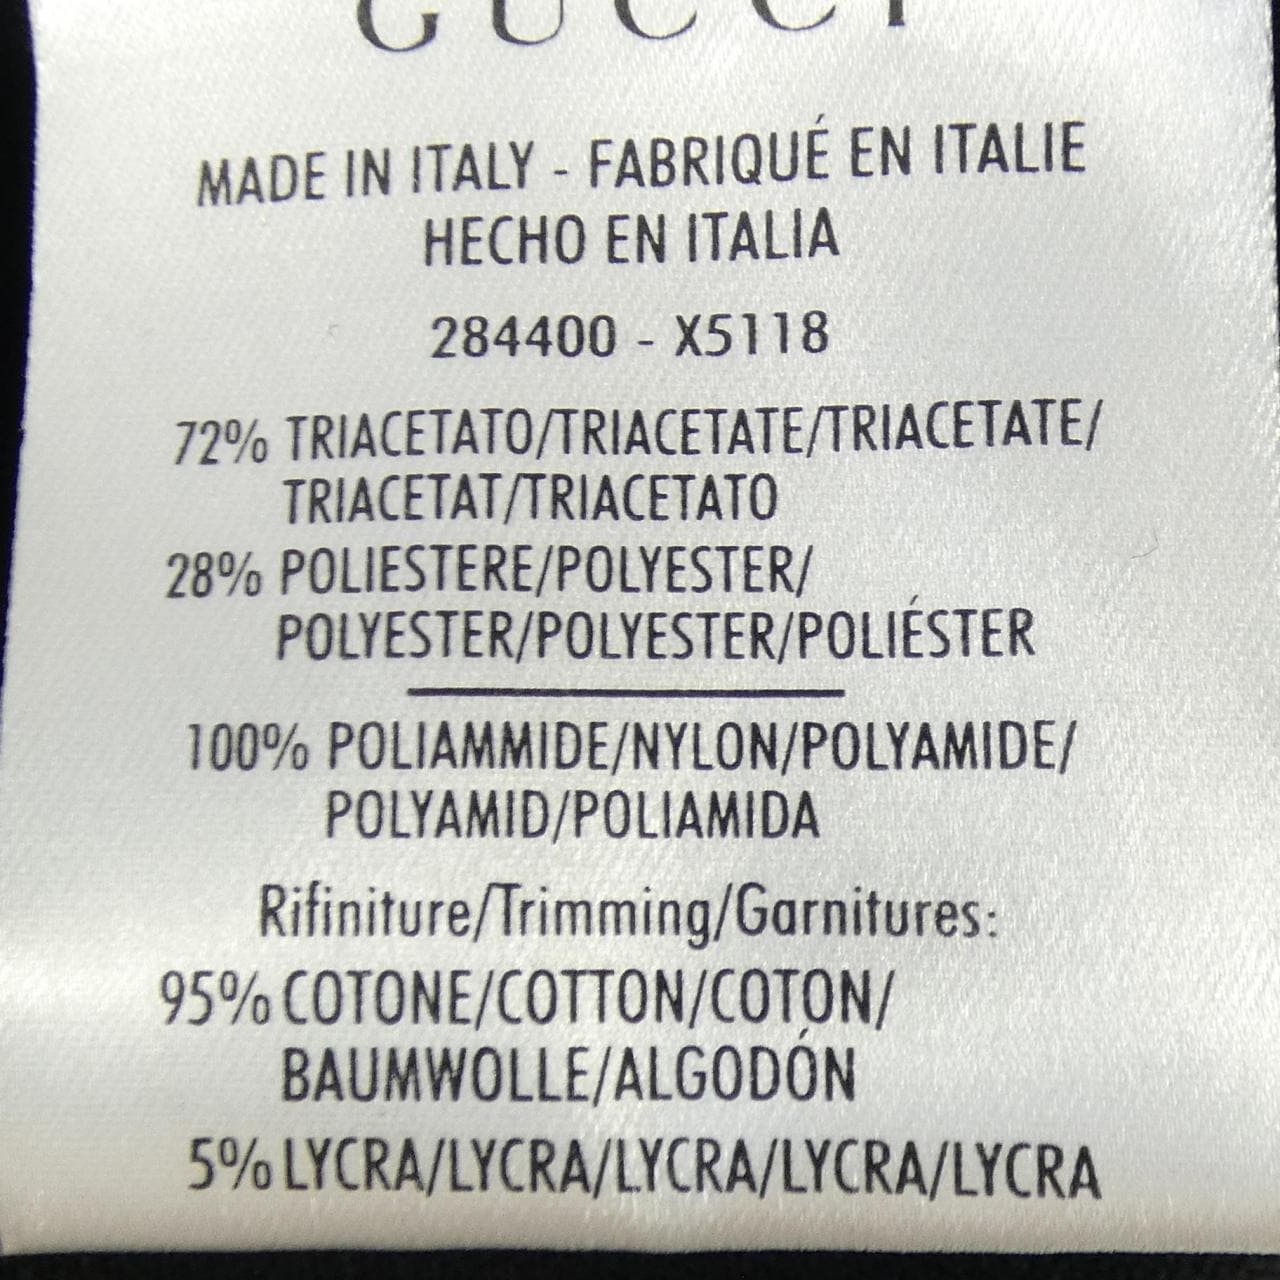 GUCCI
MADE IN ITALY - FABRIQUÉ EN ITALIE
HECHO EN ITALIA
284400 - X5118
72% TRIACETATO/TRIACETATE/TRIACETATE/
TRIACETAT/TRIACETATO
28% POLIESTERE/POLYESTER/
POLYESTER/POLYESTER/POLIÉSTER
100% POLIAMMIDE/NYLON/POLYAMIDE/
POLYAMID/POLIAMIDA
Rifiniture/Trimming/Garnitures:
95% COTONE/COTTON/COTON/
BAUMWOLLE/ALGODÓN
5% LYCRA/LYCRA/LYCRA/LYCRA/LYCRA